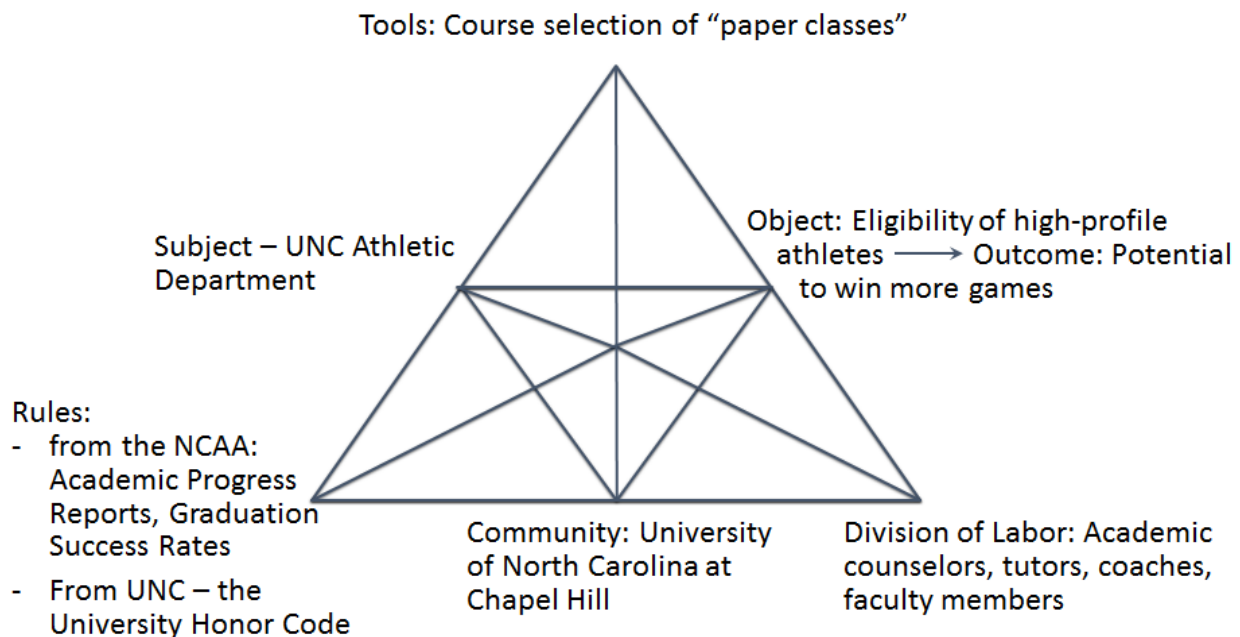 Tools: Course selection of “paper classes”
Subject – UNC Athletic
Department
Object: Eligibility of high-profile
athletes → Outcome: Potential
to win more games
Rules:
- from the NCAA:
Academic Progress
Reports, Graduation
Success Rates
- From UNC – the
University Honor Code
Community: University
of North Carolina at
Chapel Hill
Division of Labor: Academic
counselors, tutors, coaches,
faculty members